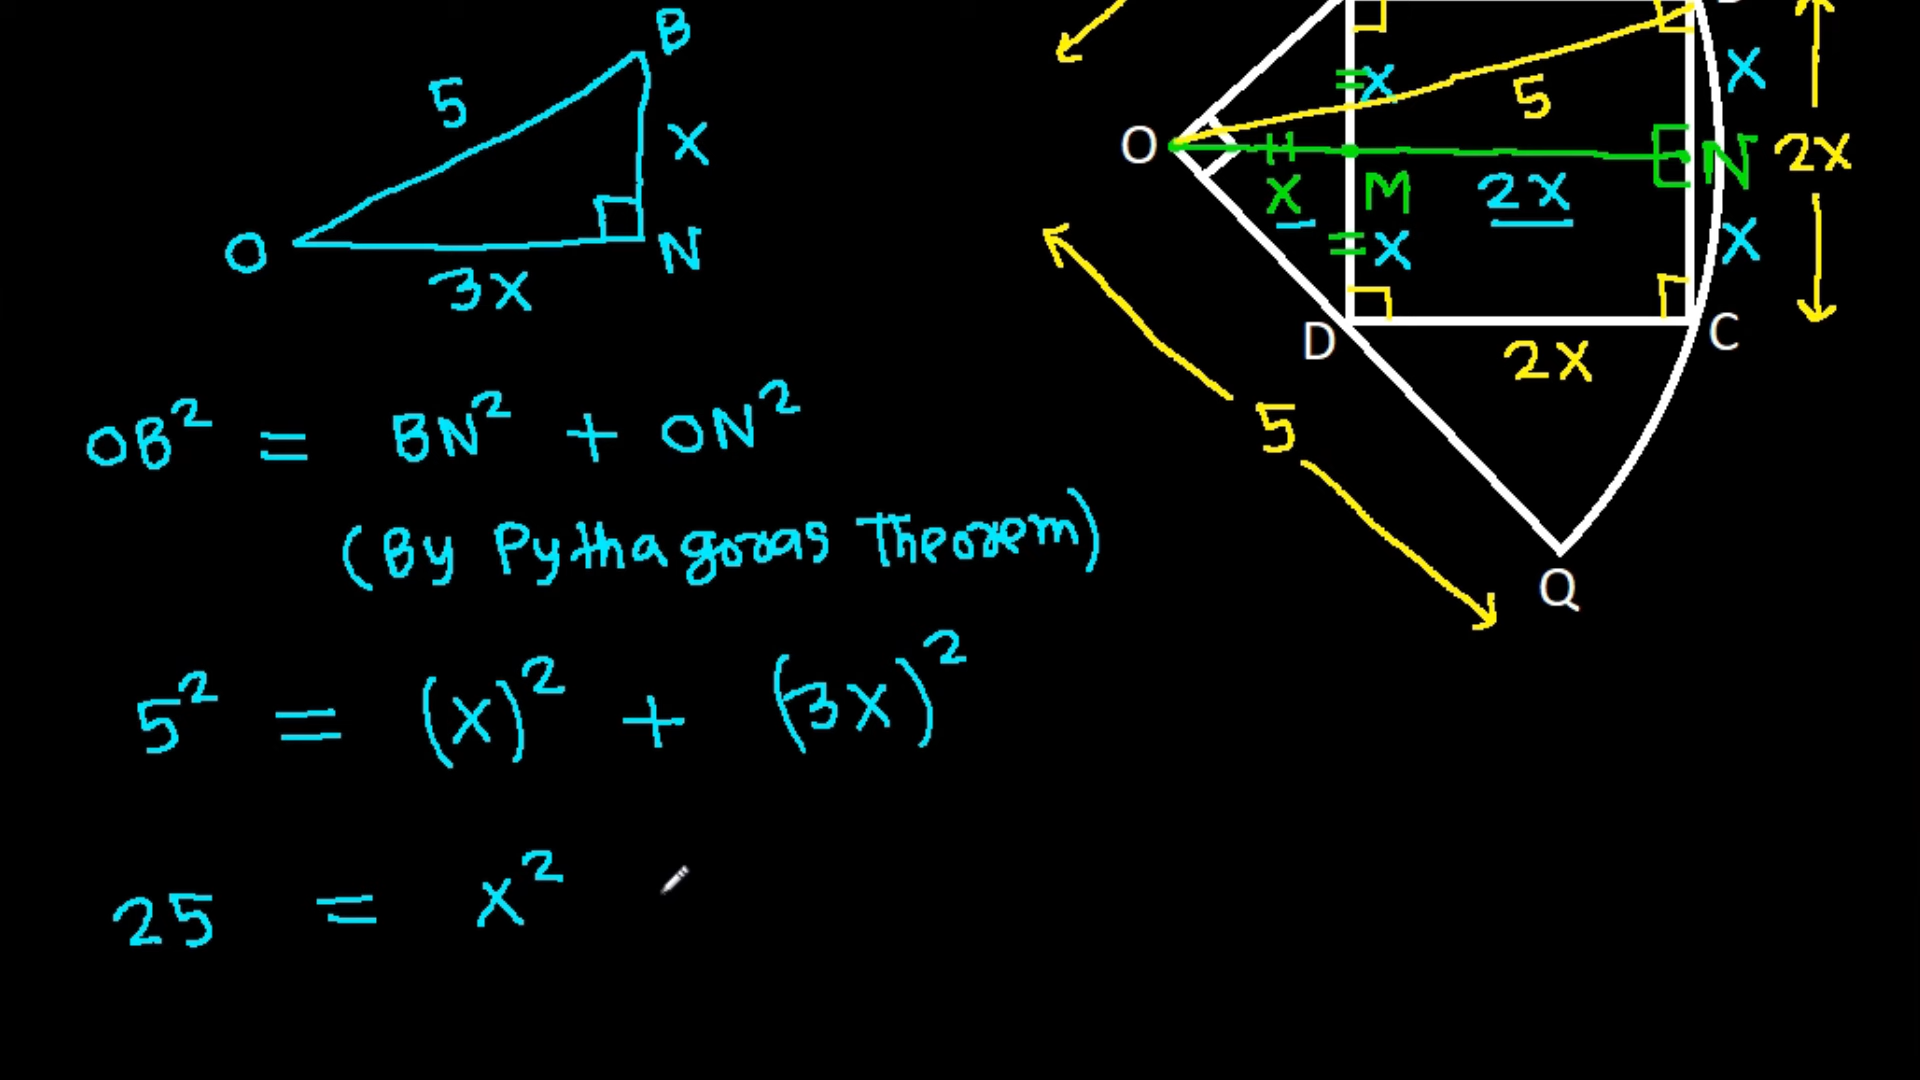 B
5
X
O
N
3X
OB² = BN² + ON²
(By Pythagoras Theorem)
5² = (X)² + (3X)²
25 = X²
X
X
5
O
N
2X
X
M
2X
X
X
D
C
2X
5
Q